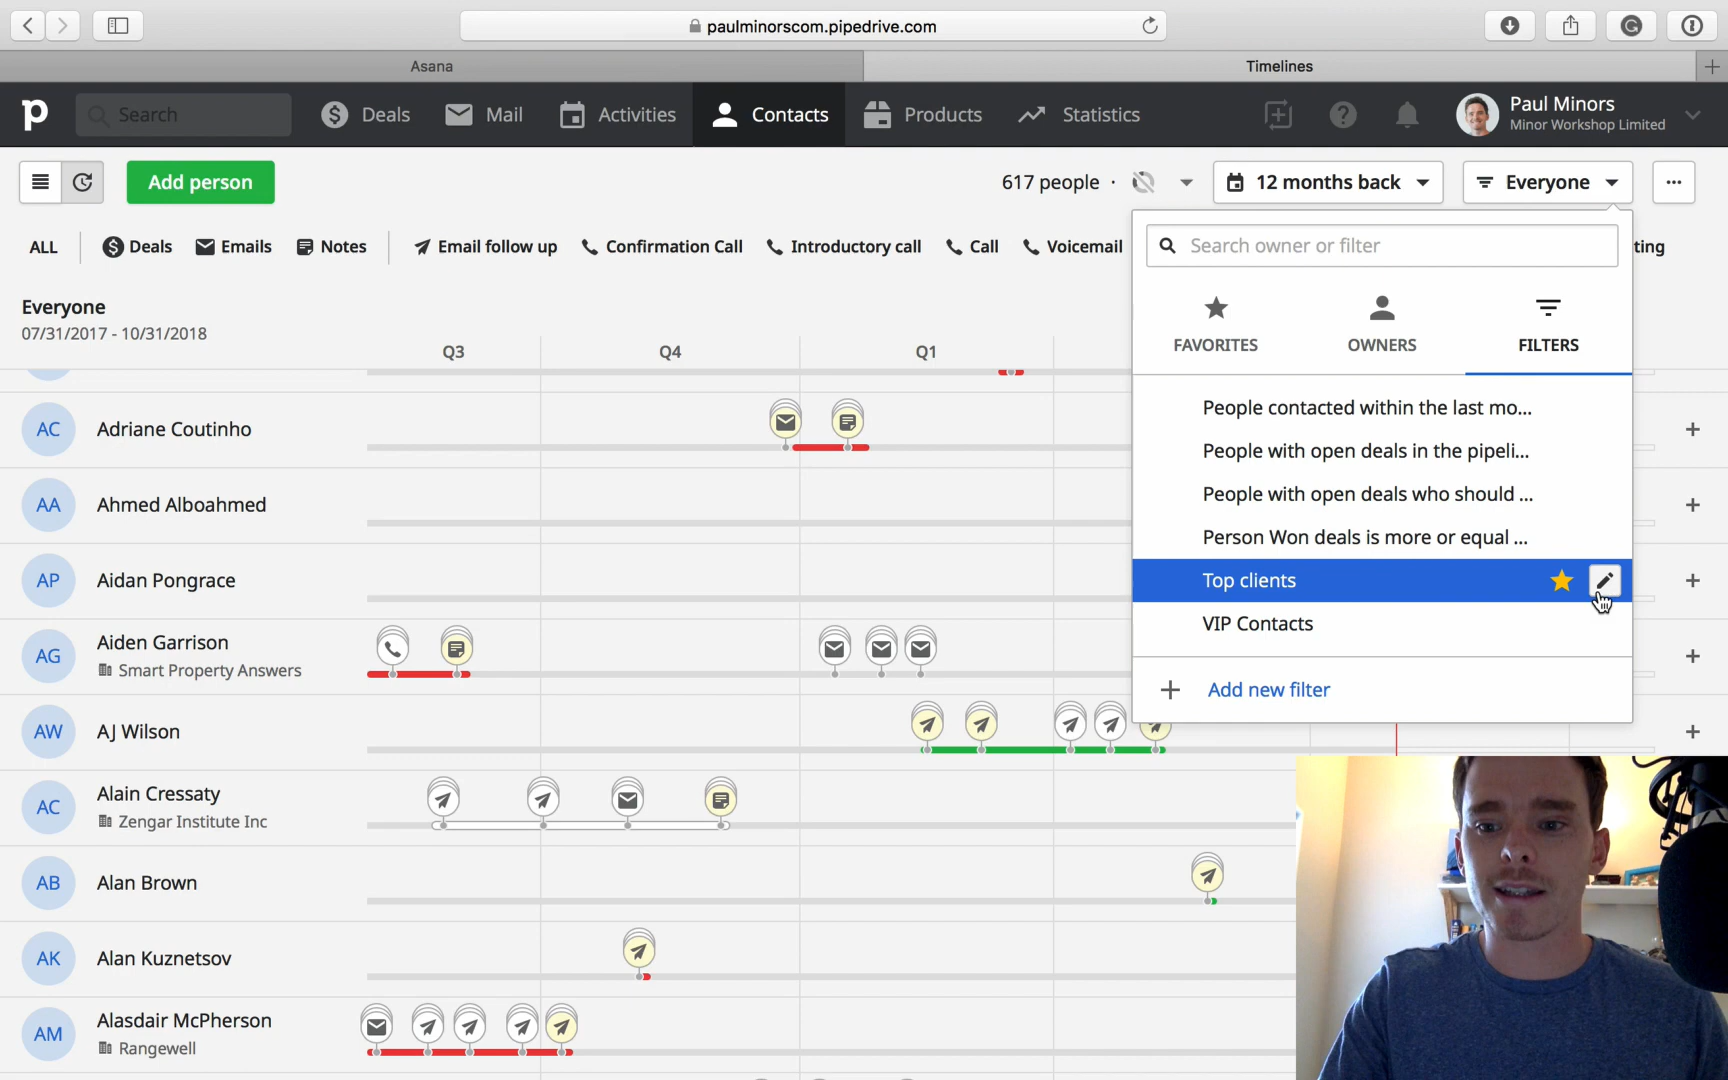 paulminorscom.pipedrive.com
Asana
Timelines
p
Search
Deals
Mail
Activities
Contacts
Products
Statistics
Paul Minors
Minor Workshop Limited
Add person
617 people ·
12 months back
Everyone
ALL
Deals
Emails
Notes
Email follow up
Confirmation Call
Introductory call
Call
Voicemail
ting
Search owner or filter
FAVORITES
OWNERS
FILTERS
People contacted within the last mo...
People with open deals in the pipeli...
People with open deals who should ...
Person Won deals is more or equal ...
Top clients
VIP Contacts
Add new filter
Everyone
07/31/2017 - 10/31/2018
Q3
Q4
Q1
AC
Adriane Coutinho
AA
Ahmed Alboahmed
AP
Aidan Pongrace
AG
Aiden Garrison
Smart Property Answers
AW
AJ Wilson
AC
Alain Cressaty
Zengar Institute Inc
AB
Alan Brown
AK
Alan Kuznetsov
AM
Alasdair McPherson
Rangewell